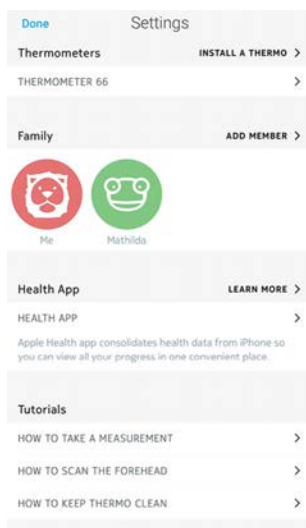 Done Settings
Thermometers INSTALL A THERMO >
THERMOMETER 66 >
Family ADD MEMBER >
Me Mathilda
Health App LEARN MORE >
HEALTH APP >
Apple Health app consolidates health data from iPhone so
you can view all your progress in one convenient place.
Tutorials
HOW TO TAKE A MEASUREMENT >
HOW TO SCAN THE FOREHEAD >
HOW TO KEEP THERMO CLEAN >